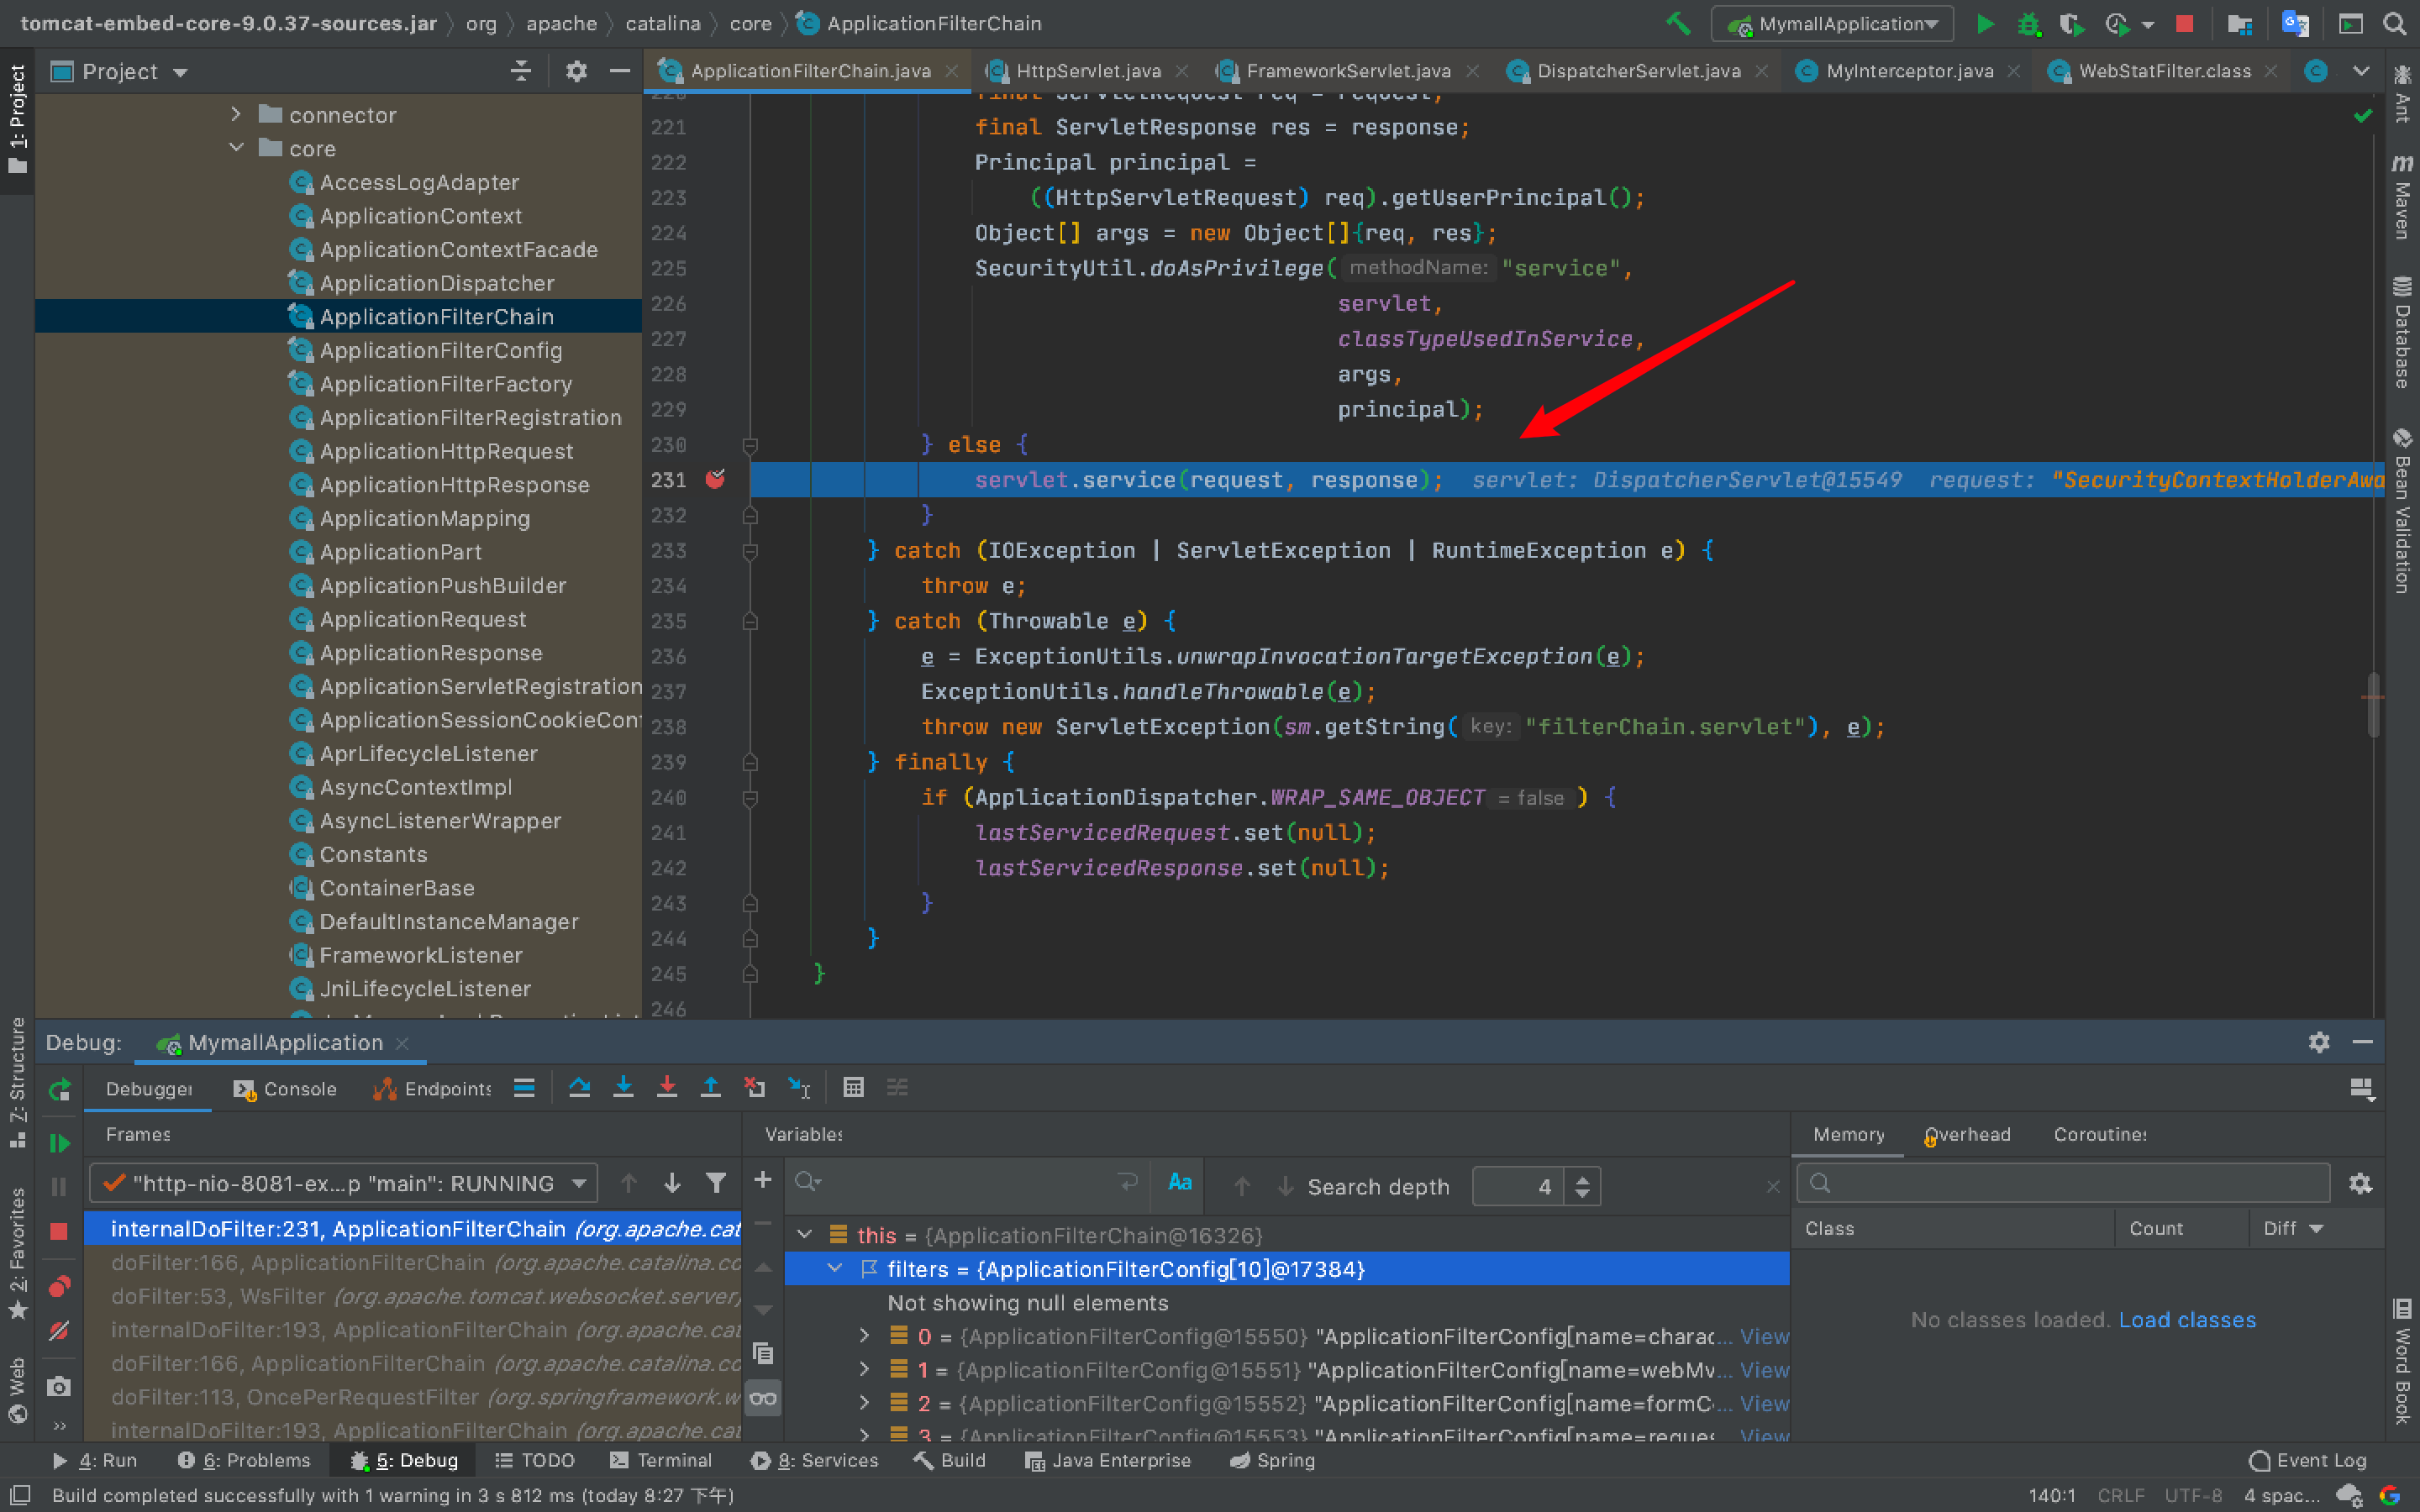 tomcat-embed-core-9.0.37-sources.jar
org
apache
catalina
core
ApplicationFilterChain
MymallApplication
Project
ApplicationFilterChain.java
HttpServlet.java
FrameworkServlet.java
DispatcherServlet.java
MyInterceptor.java
WebStatFilter.class
1: Project
connector
core
AccessLogAdapter
ApplicationContext
ApplicationContextFacade
ApplicationDispatcher
ApplicationFilterChain
ApplicationFilterConfig
ApplicationFilterFactory
ApplicationFilterRegistration
ApplicationHttpRequest
ApplicationHttpResponse
ApplicationMapping
ApplicationPart
ApplicationPushBuilder
ApplicationRequest
ApplicationResponse
ApplicationServletRegistration
ApplicationSessionCookieCon
AprLifecycleListener
AsyncContextImpl
AsyncListenerWrapper
Constants
ContainerBase
DefaultInstanceManager
FrameworkListener
JniLifecycleListener
220 final ServletRequest req = request;
221 final ServletResponse res = response;
222 Principal principal =
223 ((HttpServletRequest) req).getUserPrincipal();
224 Object[] args = new Object[]{req, res};
225 SecurityUtil.doAsPrivilege( methodName: "service",
226 servlet,
227 classTypeUsedInService,
228 args,
229 principal);
230 } else {
231 servlet.service(request, response); servlet: DispatcherServlet@15549 request: "SecurityContextHolderAwa
232 }
233 } catch (IOException | ServletException | RuntimeException e) {
234 throw e;
235 } catch (Throwable e) {
236 e = ExceptionUtils.unwrapInvocationTargetException(e);
237 ExceptionUtils.handleThrowable(e);
238 throw new ServletException(sm.getString( key: "filterChain.servlet"), e);
239 } finally {
240 if (ApplicationDispatcher.WRAP_SAME_OBJECT = false ) {
241 lastServicedRequest.set(null);
242 lastServicedResponse.set(null);
243 }
244 }
245 }
246
Ant
Maven
Database
Bean Validation
Word Book
Z: Structure
2: Favorites
Web
Debug:
MymallApplication
Debugger
Console
Endpoints
Frames
Variables
Memory
Overhead
Coroutines
"http-nio-8081-ex...p "main": RUNNING
Aa
Search depth
4
internalDoFilter:231, ApplicationFilterChain (org.apache.cat
doFilter:166, ApplicationFilterChain (org.apache.catalina.co
doFilter:53, WsFilter (org.apache.tomcat.websocket.server)
internalDoFilter:193, ApplicationFilterChain (org.apache.cat
doFilter:166, ApplicationFilterChain (org.apache.catalina.co
doFilter:113, OncePerRequestFilter (org.springframework.w
internalDoFilter:193, ApplicationFilterChain (org.apache.cat
this = {ApplicationFilterChain@16326}
filters = {ApplicationFilterConfig[10]@17384}
Not showing null elements
0 = {ApplicationFilterConfig@15550} "ApplicationFilterConfig[name=charac... View
1 = {ApplicationFilterConfig@15551} "ApplicationFilterConfig[name=webMv... View
2 = {ApplicationFilterConfig@15552} "ApplicationFilterConfig[name=formC... View
3 = {ApplicationFilterConfig@15553} "ApplicationFilterConfig[name=reques... View
Class
Count
Diff
No classes loaded. Load classes
4: Run
6: Problems
5: Debug
TODO
Terminal
8: Services
Build
Java Enterprise
Spring
Event Log
Build completed successfully with 1 warning in 3 s 812 ms (today 8:27 下午)
140:1
CRLF
UTF-8
4 spac...